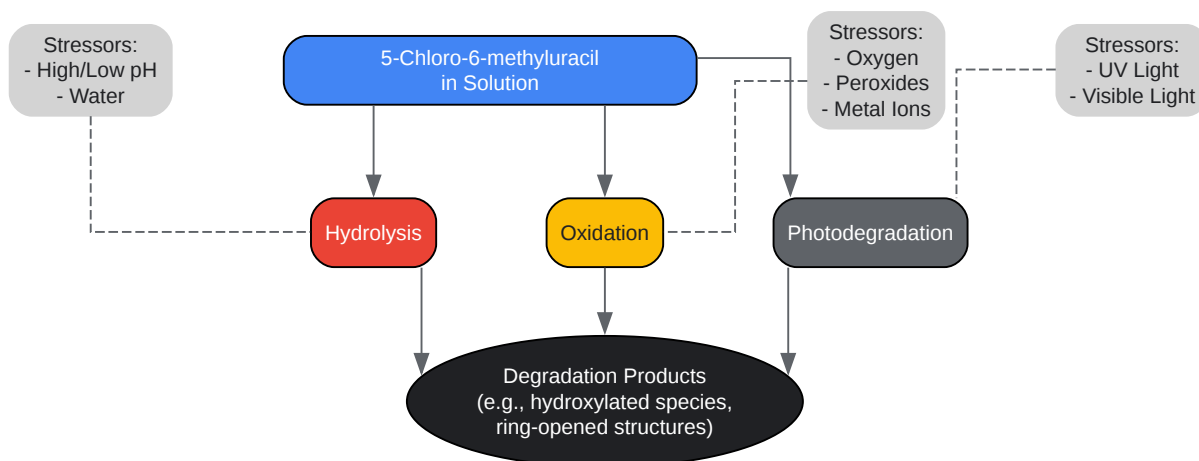 Stressors:
- High/Low pH
- Water
5-Chloro-6-methyluracil
in Solution
Stressors:
- Oxygen
- Peroxides
- Metal Ions
Stressors:
- UV Light
- Visible Light
Hydrolysis
Oxidation
Photodegradation
Degradation Products
(e.g., hydroxylated species,
ring-opened structures)